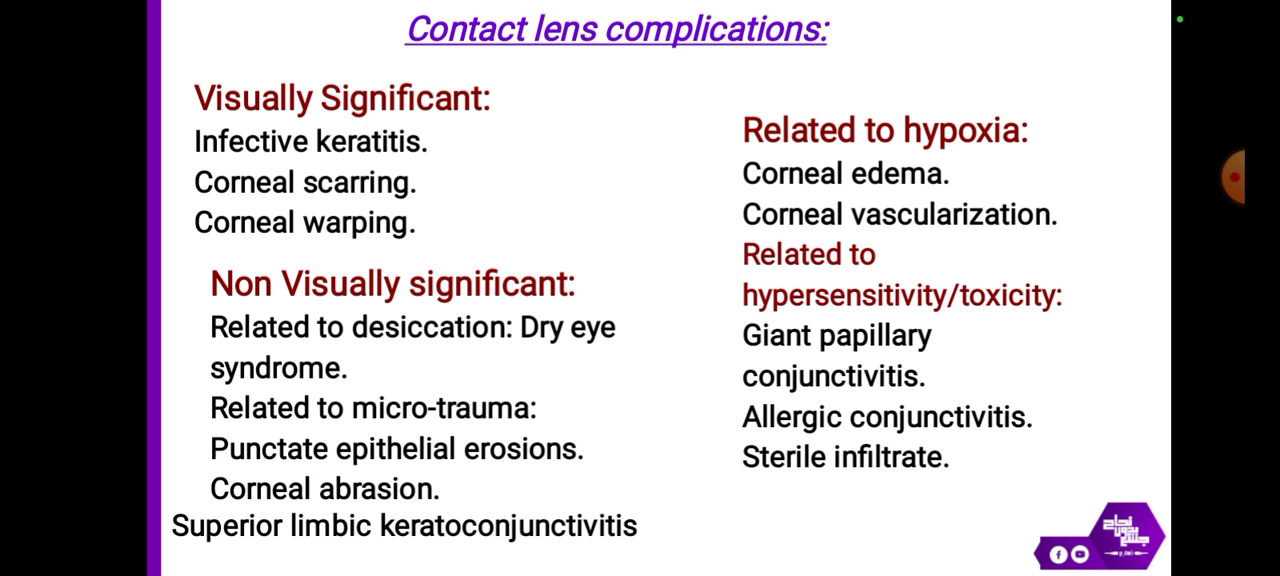 Contact lens complications:
Visually Significant:
Infective keratitis.
Corneal scarring.
Corneal warping.
Non Visually significant:
Related to desiccation: Dry eye
syndrome.
Related to micro-trauma:
Punctate epithelial erosions.
Corneal abrasion.
Superior limbic keratoconjunctivitis
Related to hypoxia:
Corneal edema.
Corneal vascularization.
Related to
hypersensitivity/toxicity:
Giant papillary
conjunctivitis.
Allergic conjunctivitis.
Sterile infiltrate.